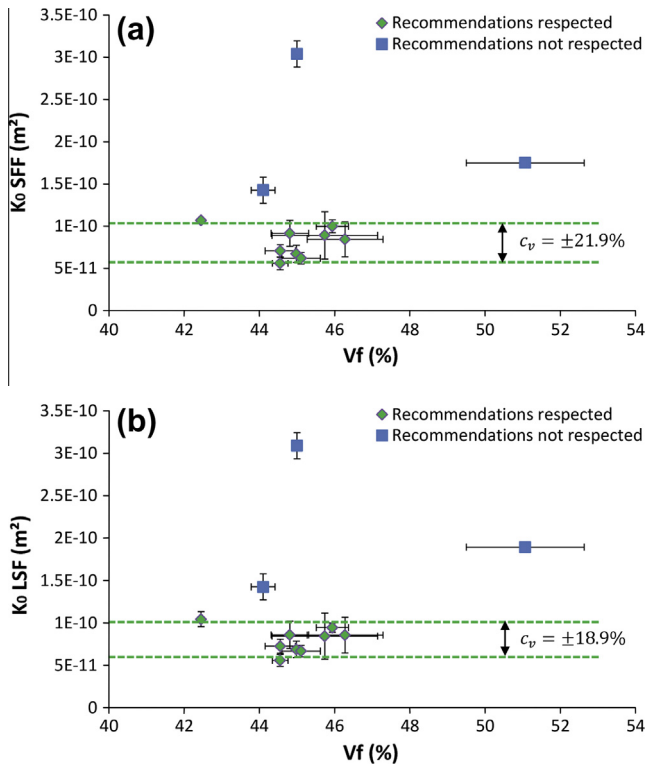 (a)
Recommendations respected
Recommendations not respected
3.5E-10
3E-10
2.5E-10
2E-10
1.5E-10
1E-10
5E-11
0
K₀ SFF (m²)
cᵥ = ±21.9%
40 42 44 46 48 50 52 54
Vf (%)
(b)
Recommendations respected
Recommendations not respected
3.5E-10
3E-10
2.5E-10
2E-10
1.5E-10
1E-10
5E-11
0
K₀ LSF (m²)
cᵥ = ±18.9%
40 42 44 46 48 50 52 54
Vf (%)